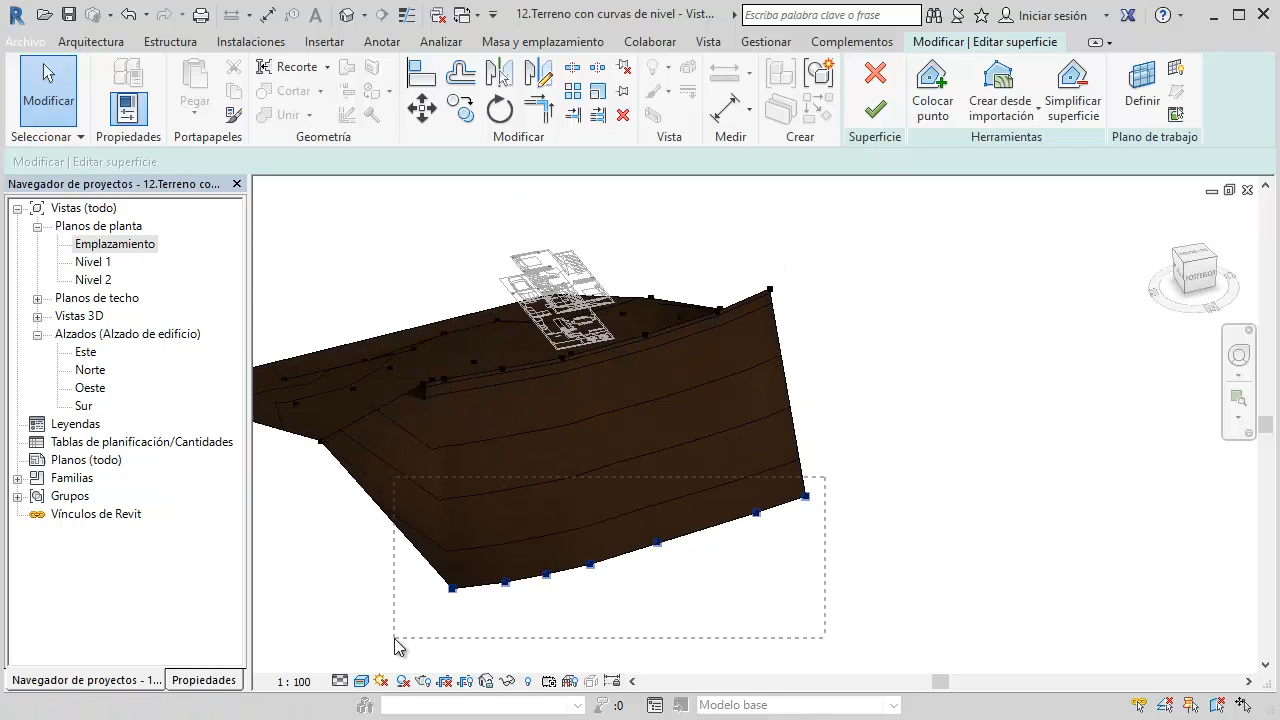 12.Terreno con curvas de nivel - Vist...
Escriba palabra clave o frase
Iniciar sesión
Archivo
Arquitectura
Estructura
Instalaciones
Insertar
Anotar
Analizar
Masa y emplazamiento
Colaborar
Vista
Gestionar
Complementos
Modificar | Editar superficie
Modificar
Pegar
Recorte
Cortar
Unir
Colocar punto
Crear desde importación
Simplificar superficie
Definir
Seleccionar
Propiedades
Portapapeles
Geometría
Modificar
Vista
Medir
Crear
Superficie
Herramientas
Plano de trabajo
Modificar | Editar superficie
Navegador de proyectos - 12.Terreno co...
Vistas (todo)
Planos de planta
Emplazamiento
Nivel 1
Nivel 2
Planos de techo
Vistas 3D
Alzados (Alzado de edificio)
Este
Norte
Oeste
Sur
Leyendas
Tablas de planificación/Cantidades
Planos (todo)
Familias
Grupos
Vínculos de Revit
POSTERIOR
Navegador de proyectos - 1...
Propiedades
1 : 100
:0
Modelo base